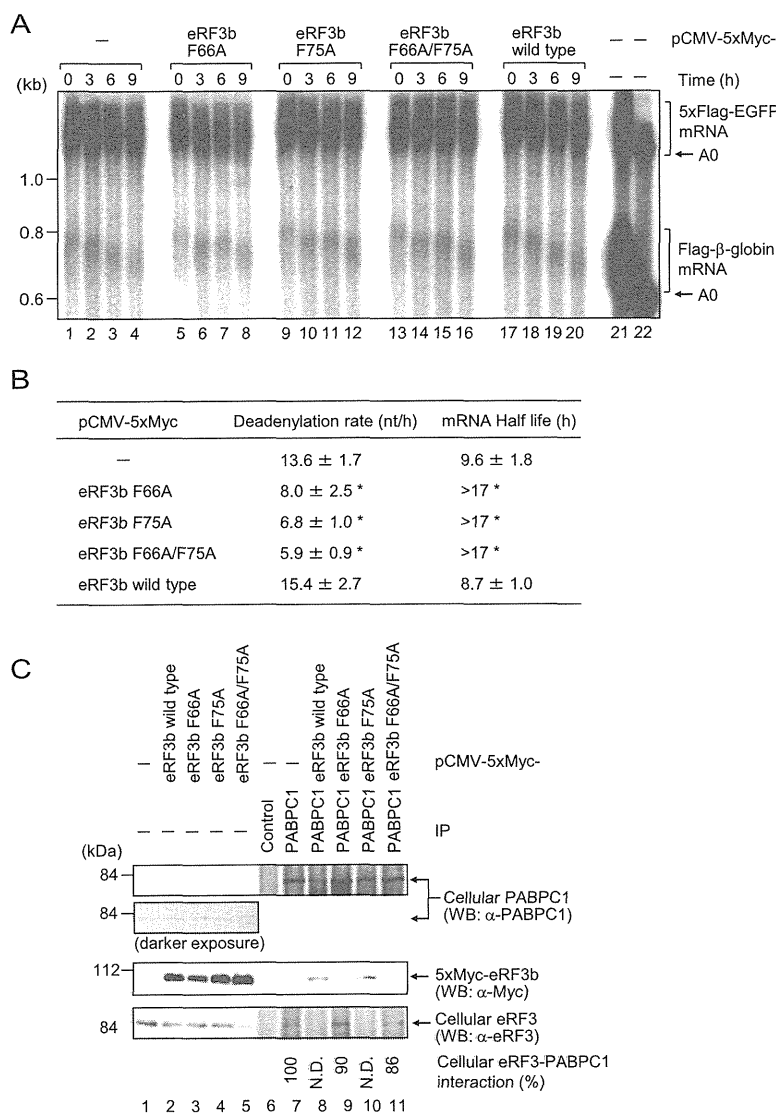 A
—
eRF3b
F66A
eRF3b
F75A
eRF3b
F66A/F75A
eRF3b
wild type
— —
pCMV-5xMyc-
(kb)
0 3 6 9
0 3 6 9
0 3 6 9
0 3 6 9
0 3 6 9
— —
Time (h)
5xFlag-EGFP
mRNA
A0
1.0
0.8
Flag-β-globin
mRNA
0.6
A0
1 2 3 4 5 6 7 8 9 10 11 12 13 14 15 16 17 18 19 20 21 22
B
pCMV-5xMyc Deadenylation rate (nt/h) mRNA Half life (h)
— 13.6 ± 1.7 9.6 ± 1.8
eRF3b F66A 8.0 ± 2.5 * >17 *
eRF3b F75A 6.8 ± 1.0 * >17 *
eRF3b F66A/F75A 5.9 ± 0.9 * >17 *
eRF3b wild type 15.4 ± 2.7 8.7 ± 1.0
C
—
eRF3b wild type
eRF3b F66A
eRF3b F75A
eRF3b F66A/F75A
—
—
eRF3b wild type
eRF3b F66A
eRF3b F75A
eRF3b F66A/F75A
pCMV-5xMyc-
— — — — —
Control
PABPC1
PABPC1
PABPC1
PABPC1
PABPC1
IP
(kDa)
84
84
Cellular PABPC1
(WB: α-PABPC1)
(darker exposure)
112
5xMyc-eRF3b
(WB: α-Myc)
84
Cellular eRF3
(WB: α-eRF3)
100
N.D.
90
N.D.
86
Cellular eRF3-PABPC1
interaction (%)
1 2 3 4 5 6 7 8 9 10 11